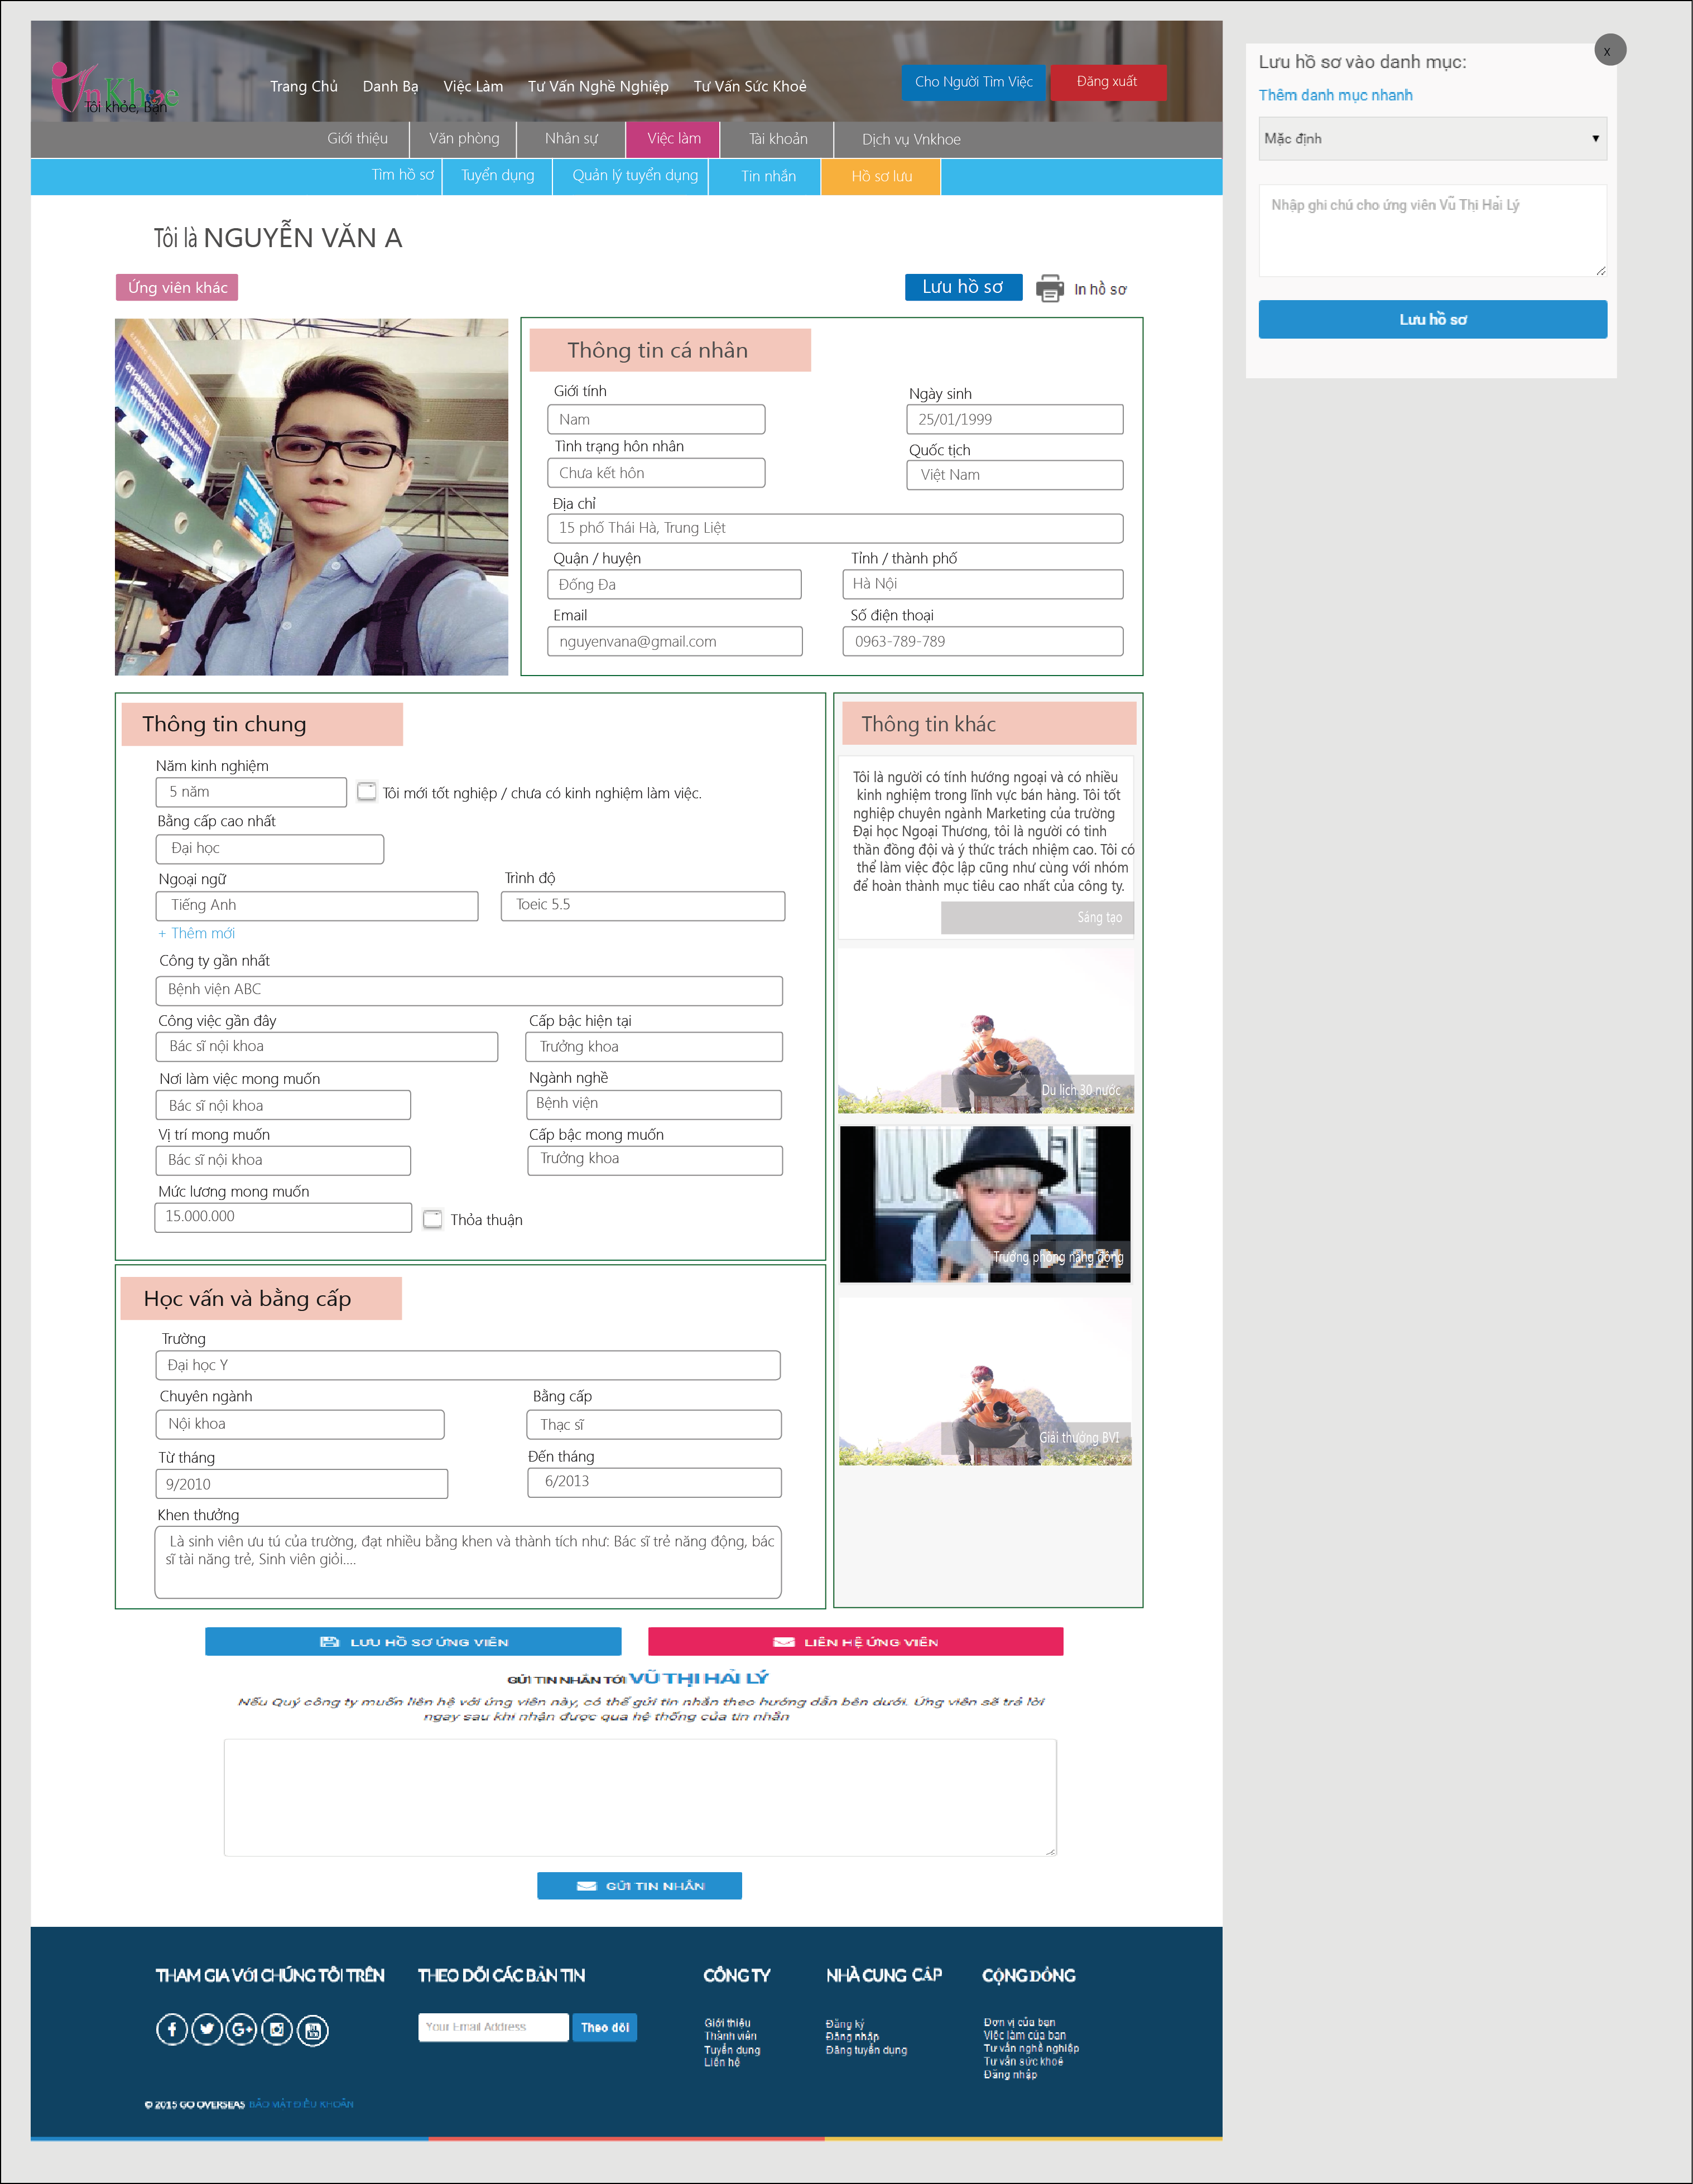 VnKhoe
Tôi khỏe, Bạn
Trang Chủ Danh Bạ Việc Làm Tư Vấn Nghề Nghiệp Tư Vấn Sức Khoẻ
Cho Người Tìm Việc Đăng xuất
Giới thiệu Văn phòng Nhân sự Việc làm Tài khoản Dịch vụ Vnkhoe
Tìm hồ sơ Tuyển dụng Quản lý tuyển dụng Tin nhắn Hồ sơ lưu
Tôi là NGUYỄN VĂN A
Ứng viên khác
Lưu hồ sơ In hồ sơ
Thông tin cá nhân
Giới tính Ngày sinh
Nam 25/01/1999
Tình trạng hôn nhân Quốc tịch
Chưa kết hôn Việt Nam
Địa chỉ
15 phố Thái Hà, Trung Liệt
Quận / huyện Tỉnh / thành phố
Đống Đa Hà Nội
Email Số điện thoại
nguyenvana@gmail.com 0963-789-789
Thông tin chung
Năm kinh nghiệm
5 năm Tôi mới tốt nghiệp / chưa có kinh nghiệm làm việc.
Bằng cấp cao nhất
Đại học
Ngoại ngữ Trình độ
Tiếng Anh Toeic 5.5
+ Thêm mới
Công ty gần nhất
Bệnh viện ABC
Công việc gần đây Cấp bậc hiện tại
Bác sĩ nội khoa Trưởng khoa
Nơi làm việc mong muốn Ngành nghề
Bác sĩ nội khoa Bệnh viện
Vị trí mong muốn Cấp bậc mong muốn
Bác sĩ nội khoa Trưởng khoa
Mức lương mong muốn
15.000.000 Thỏa thuận
Thông tin khác
Tôi là người có tính hướng ngoại và có nhiều
kinh nghiệm trong lĩnh vực bán hàng. Tôi tốt
nghiệp chuyên ngành Marketing của trường
Đại học Ngoại Thương, tôi là người có tinh
thần đồng đội và ý thức trách nhiệm cao. Tôi có
thể làm việc độc lập cũng như cùng với nhóm
để hoàn thành mục tiêu cao nhất của công ty.
Sáng tạo
Du lịch 30 nước
Trưởng phòng năng động
2:21
Giải thưởng BVI
Học vấn và bằng cấp
Trường
Đại học Y
Chuyên ngành Bằng cấp
Nội khoa Thạc sĩ
Từ tháng Đến tháng
9/2010 6/2013
Khen thưởng
Là sinh viên ưu tú của trường, đạt nhiều bằng khen và thành tích như: Bác sĩ trẻ năng động, bác
sĩ tài năng trẻ, Sinh viên giỏi....
LƯU HỒ SƠ ỨNG VIÊN LIÊN HỆ ỨNG VIÊN
GỬI TIN NHẮN TỚI VŨ THỊ HẢI LÝ
Nếu Quý công ty muốn liên hệ với ứng viên này, có thể gửi tin nhắn theo hướng dẫn bên dưới. Ứng viên sẽ trả lời
ngay sau khi nhận được qua hệ thống của tin nhắn
GỬI TIN NHẮN
THAM GIA VỚI CHÚNG TÔI TRÊN THEO DÕI CÁC BẢN TIN CÔNG TY NHÀ CUNG CẤP CỘNG ĐỒNG
Your Email Address Theo dõi
Giới thiệu
Thành viên
Tuyển dụng
Liên hệ
Đăng ký
Đăng nhập
Đăng tuyển dụng
Đơn vị của bạn
Việc làm của bạn
Tư vấn nghề nghiệp
Tư vấn sức khoẻ
Đăng nhập
© 2015 GO OVERSEAS BẢO MẬT ĐIỀU KHOẢN
x
Lưu hồ sơ vào danh mục:
Thêm danh mục nhanh
Mặc định
Nhập ghi chú cho ứng viên Vũ Thị Hải Lý
Lưu hồ sơ